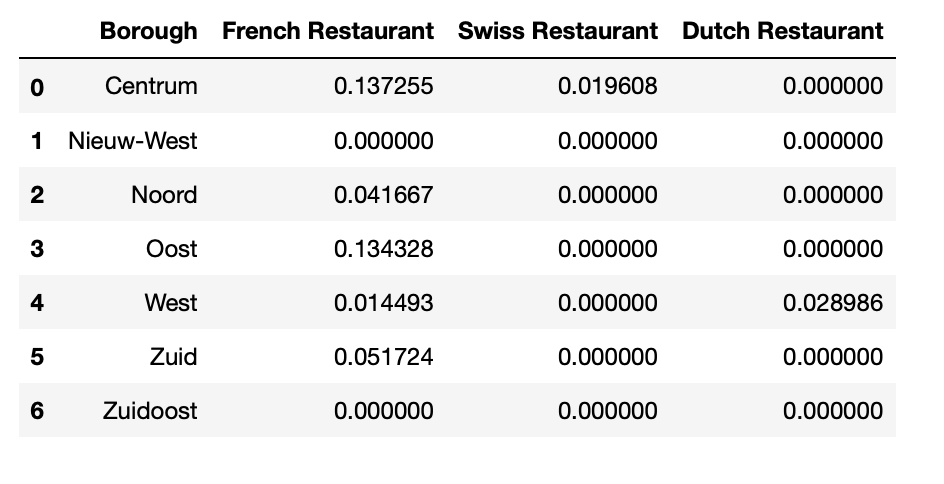 Borough French Restaurant Swiss Restaurant Dutch Restaurant
0 Centrum 0.137255 0.019608 0.000000
1 Nieuw-West 0.000000 0.000000 0.000000
2 Noord 0.041667 0.000000 0.000000
3 Oost 0.134328 0.000000 0.000000
4 West 0.014493 0.000000 0.028986
5 Zuid 0.051724 0.000000 0.000000
6 Zuidoost 0.000000 0.000000 0.000000